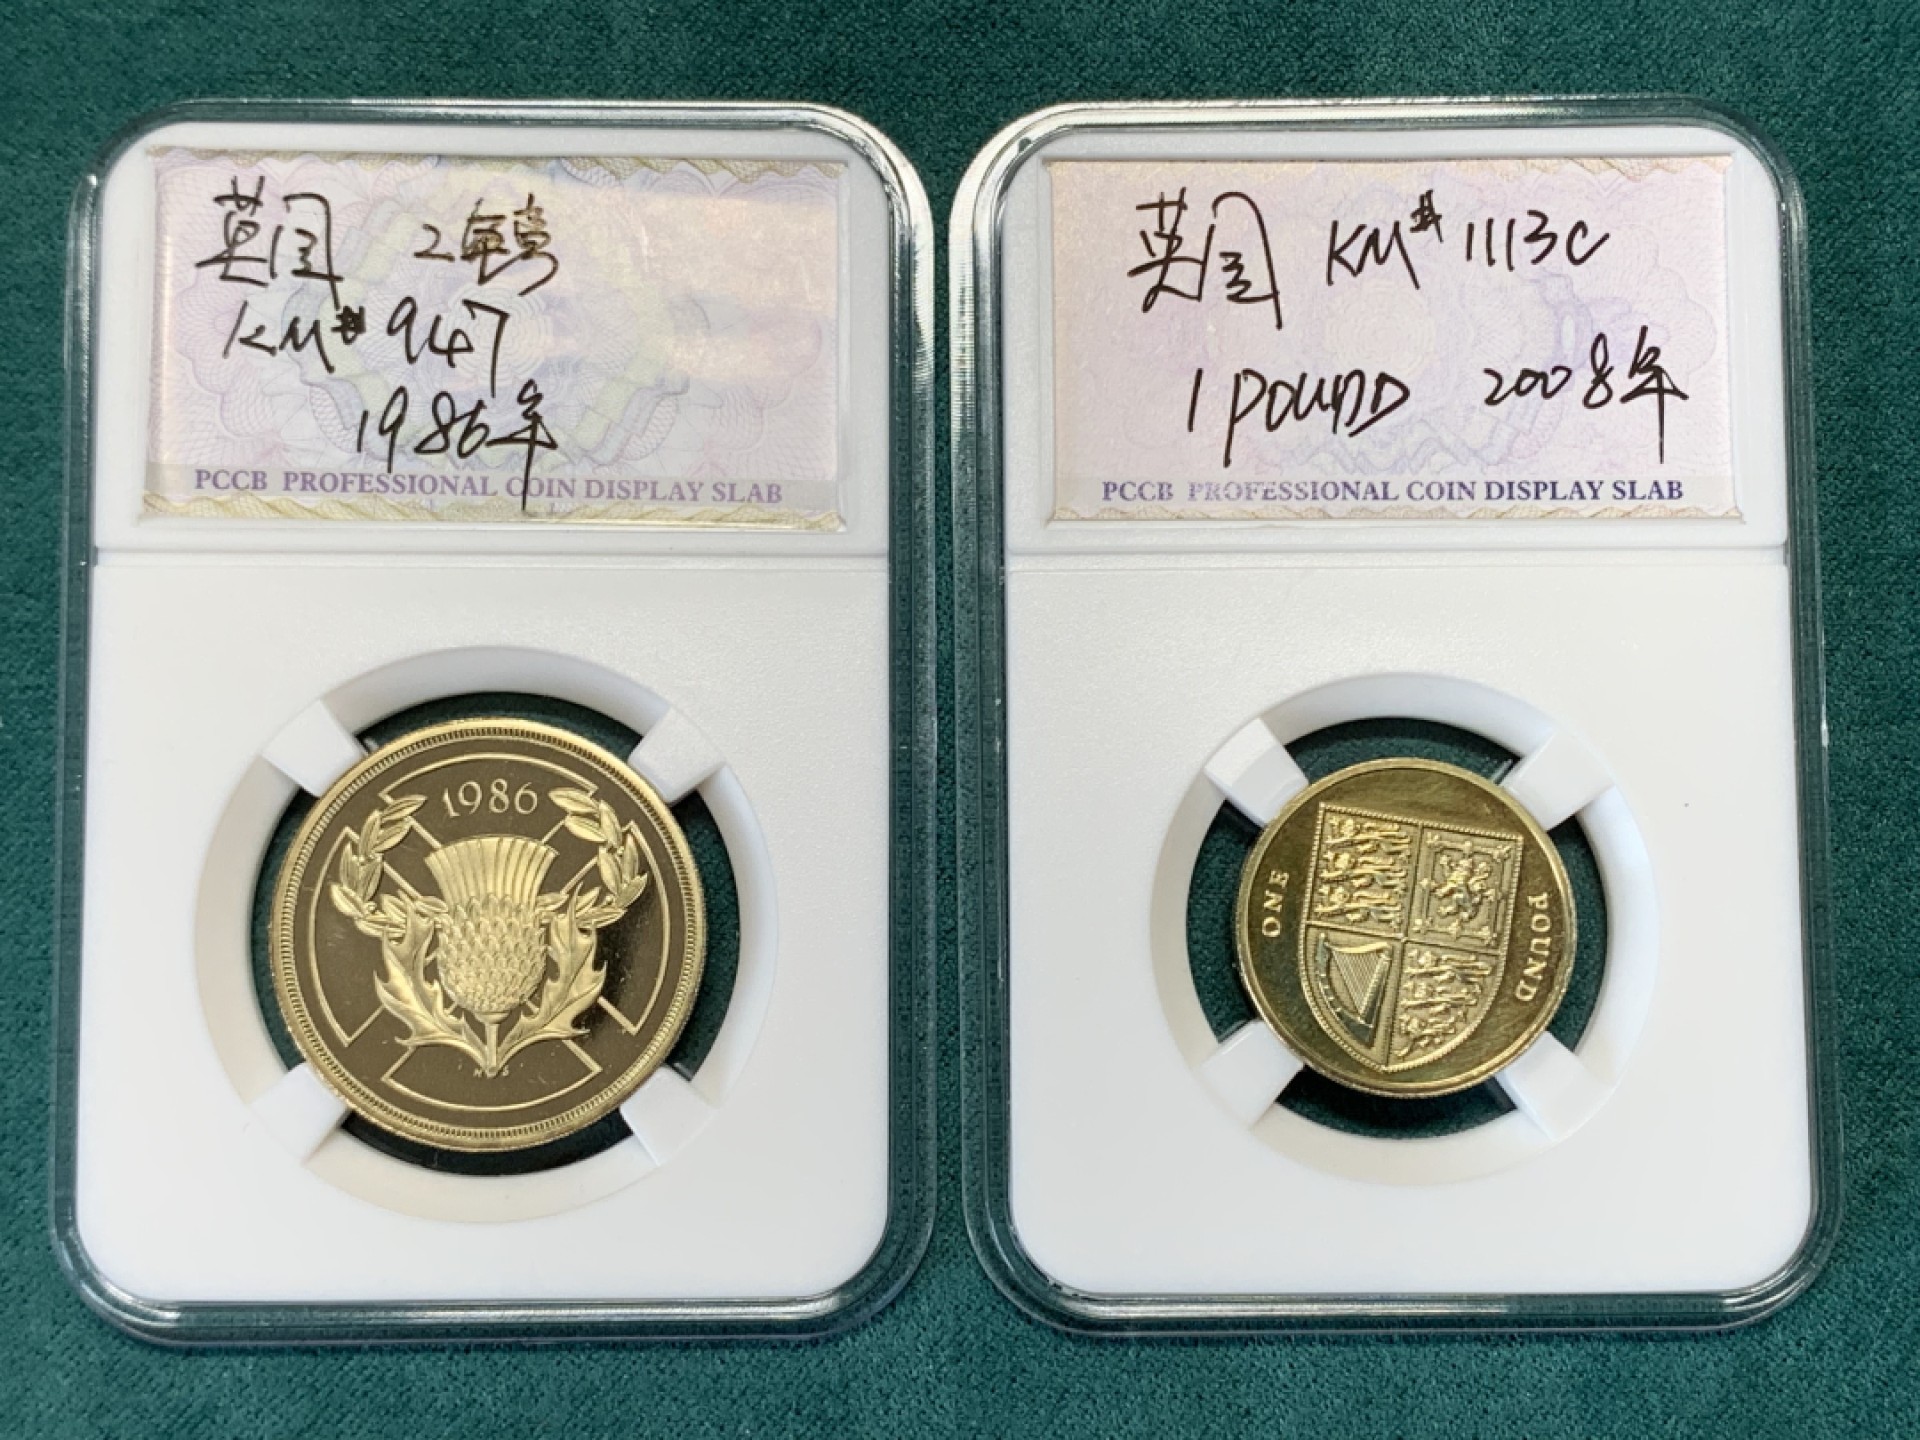 英国 2镑
KM# 947
1986年
PCCB PROFESSIONAL COIN DISPLAY SLAB
1986
英国 KM# 1113C
1 POUND 2008年
PCCB PROFESSIONAL COIN DISPLAY SLAB
ONE POUND